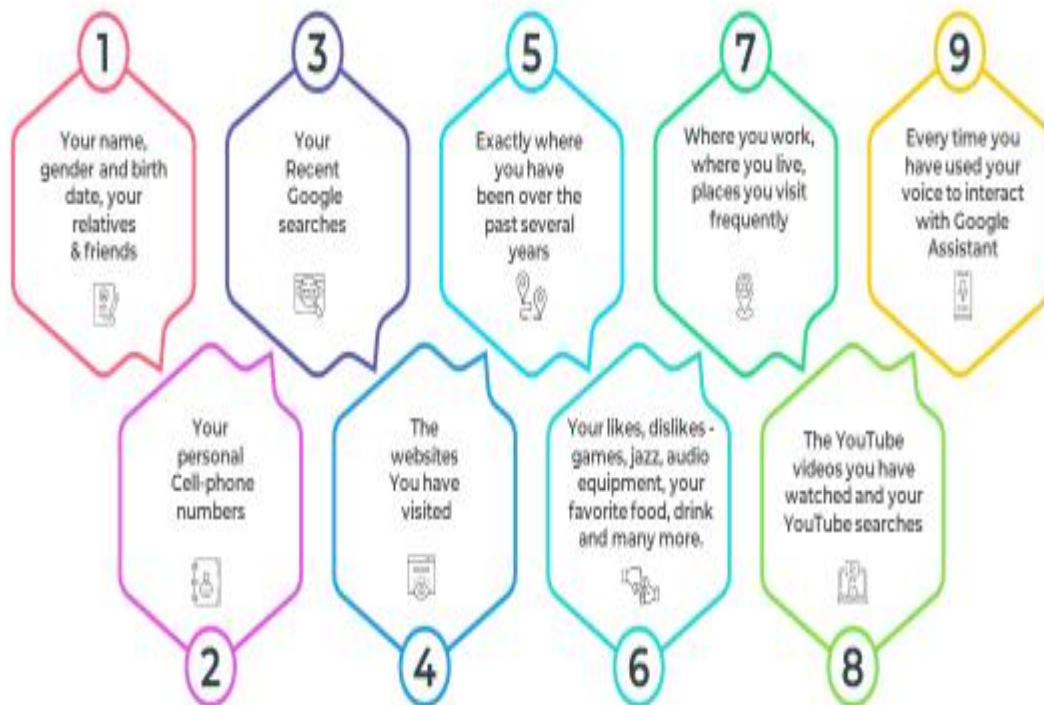 1
Your name,
gender and birth
date, your
relatives
& friends
2
Your
personal
Cell-phone
numbers
3
Your
Recent
Google
searches
4
The
websites
You have
visited
5
Exactly where
you have
been over the
past several
years
6
Your likes, dislikes -
games, jazz, audio
equipment, your
favorite food, drink
and many more.
7
Where you work,
where you live,
places you visit
frequently
8
The YouTube
videos you have
watched and your
YouTube searches
9
Every time you
have used your
voice to interact
with Google
Assistant